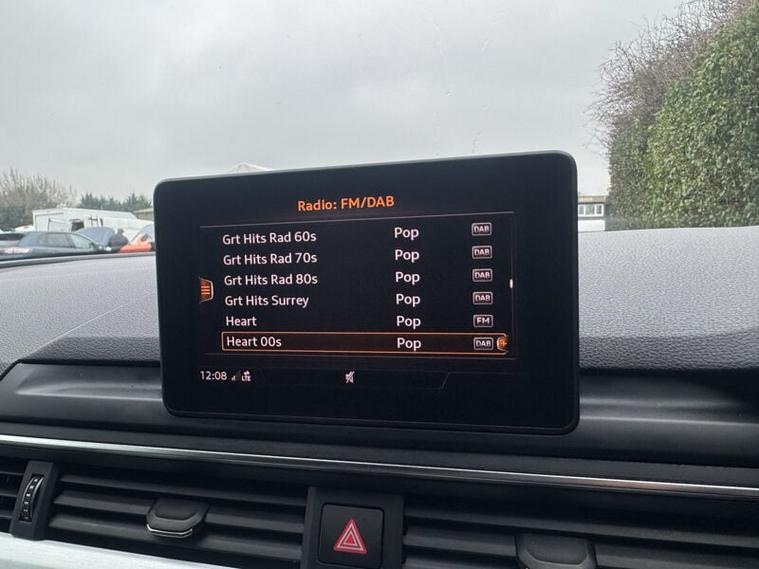 Radio: FM/DAB
Grt Hits Rad 60s Pop DAB
Grt Hits Rad 70s Pop DAB
Grt Hits Rad 80s Pop DAB
Grt Hits Surrey Pop DAB
Heart Pop FM
Heart 00s Pop DAB
12:08 LTE